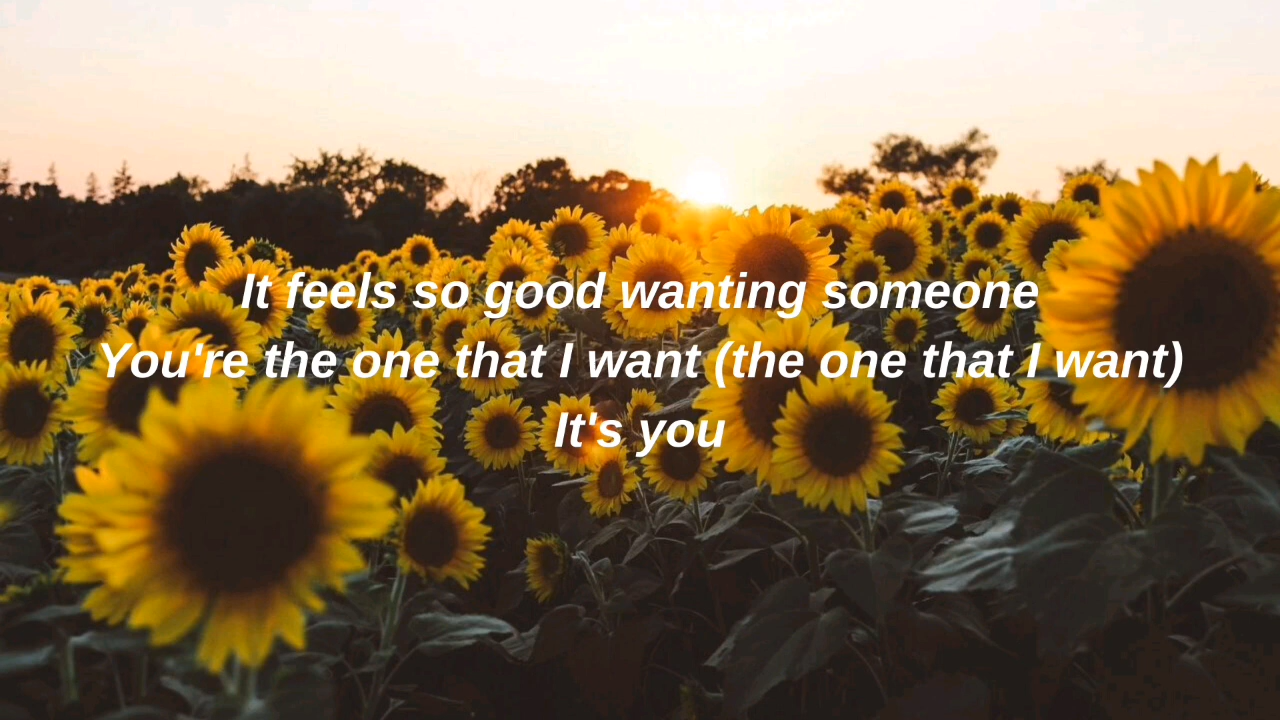 It feels so good wanting someone
You're the one that I want (the one that I want)
It's you